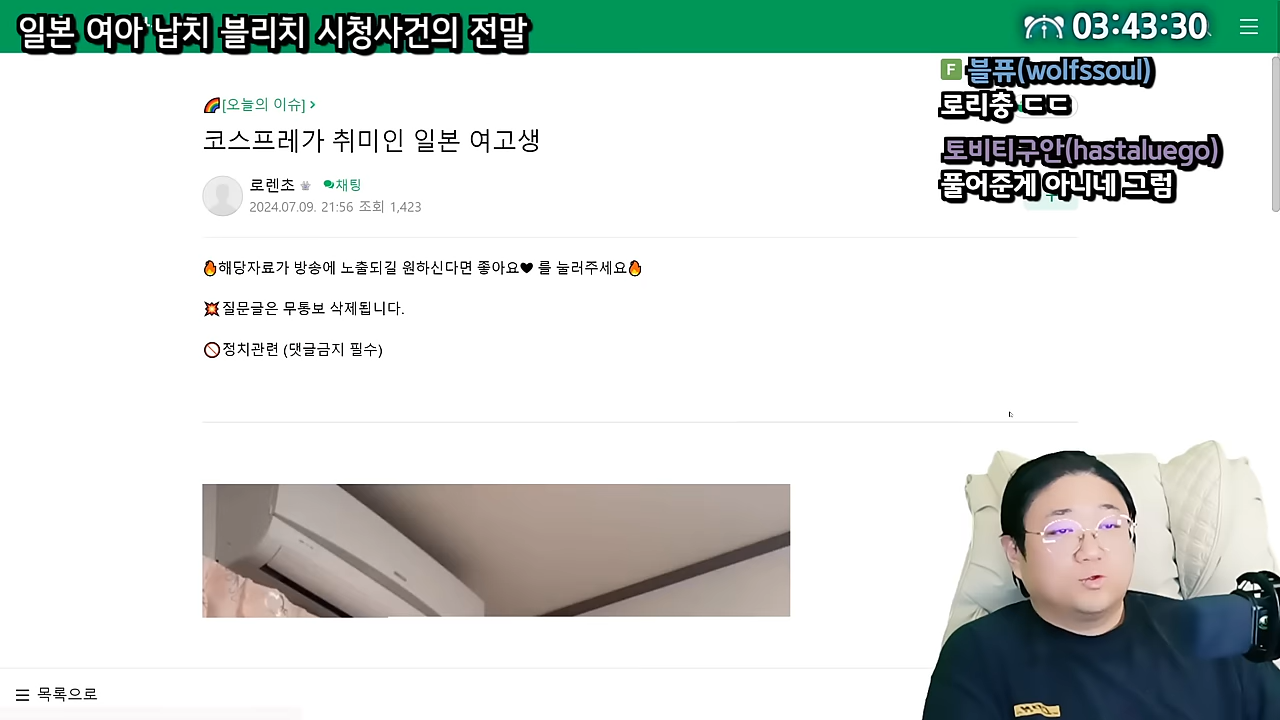 일본 여아 납치 블리치 시청사건의 전말
03:43:30
F 블퓨(wolfssoul)
로리충 ㄷㄷ
토비티구안(hastaluego)
풀어준게 아니네 그럼
[오늘의 이슈] >
코스프레가 취미인 일본 여고생
로렌초 채팅
2024.07.09. 21:56 조회 1,423
🔥해당자료가 방송에 노출되길 원하신다면 좋아요♥ 를 눌러주세요🔥
💥질문글은 무통보 삭제됩니다.
🚫정치관련 (댓글금지 필수)
목록으로